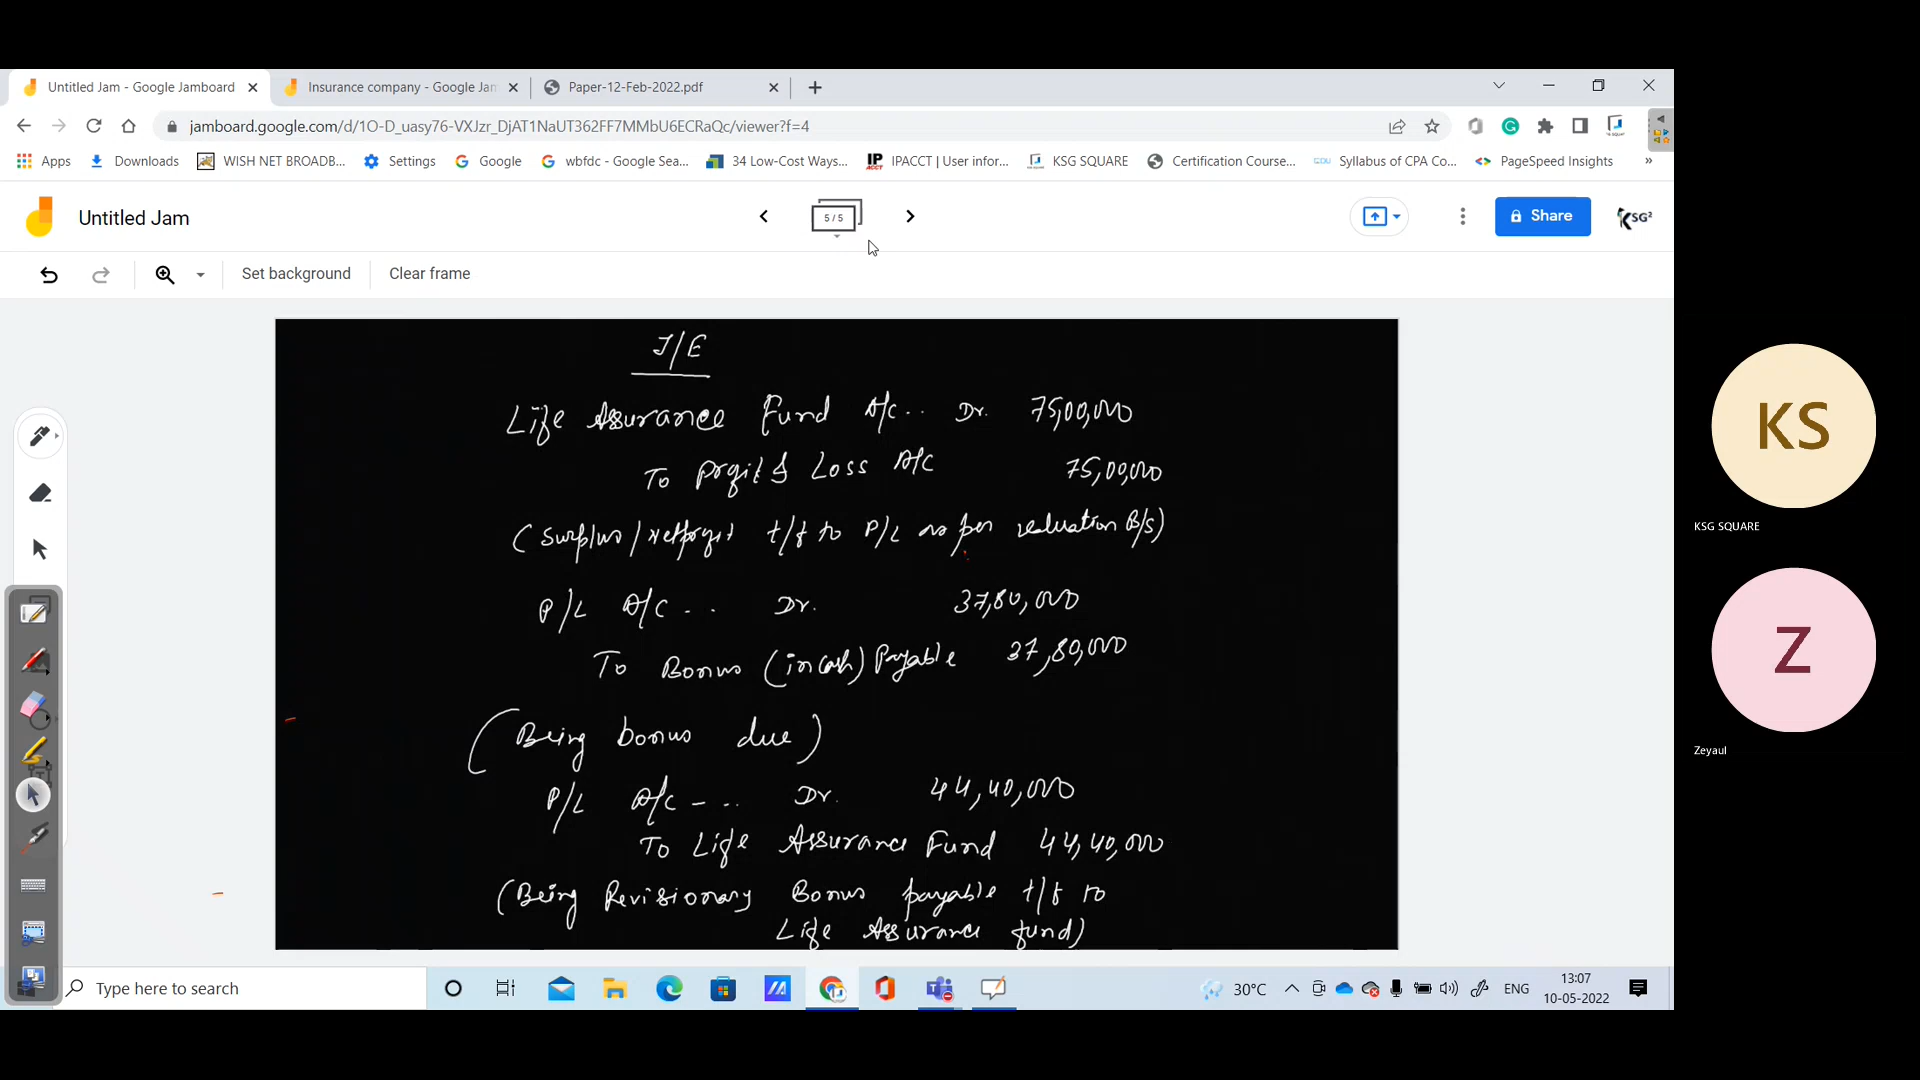 Untitled Jam - Google Jamboard
Insurance company - Google Jam
Paper-12-Feb-2022.pdf
jamboard.google.com/d/1O-D_uasy76-VXJzr_DjAT1NaUT362FF7MMbU6ECRaQc/viewer?f=4
Apps Downloads WISH NET BROADB... Settings Google wbfdc - Google Sea... 34 Low-Cost Ways... IPACCT | User infor... KSG SQUARE Certification Course... Syllabus of CPA Co... PageSpeed Insights »
Untitled Jam
5 / 5
Share
KSG²
Set background Clear frame
J/E
Life Assurance Fund A/C .. Dr. 75,00,000
To Profit & Loss A/C 75,00,000
(Surplus/netprofit t/f to P/L as per valuation B/S)
P/L A/C - .. Dr. 37,80,000
To Bonus (in cash) Payable 37,80,000
(Being bonus due)
P/L A/C - .. Dr. 44,40,000
To Life Assurance Fund 44,40,000
(Being Revisionary Bonus payable t/f to
Life Assurance fund)
KS
KSG SQUARE
Z
Zeyaul
Type here to search
30°C
ENG
13:07
10-05-2022